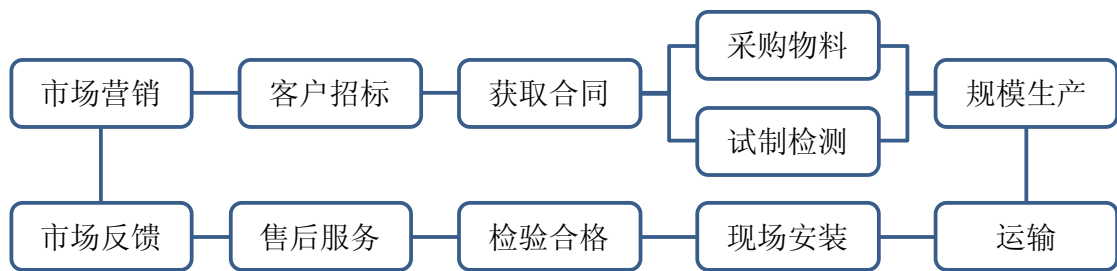 市场营销
客户招标
获取合同
采购物料
试制检测
规模生产
市场反馈
售后服务
检验合格
现场安装
运输